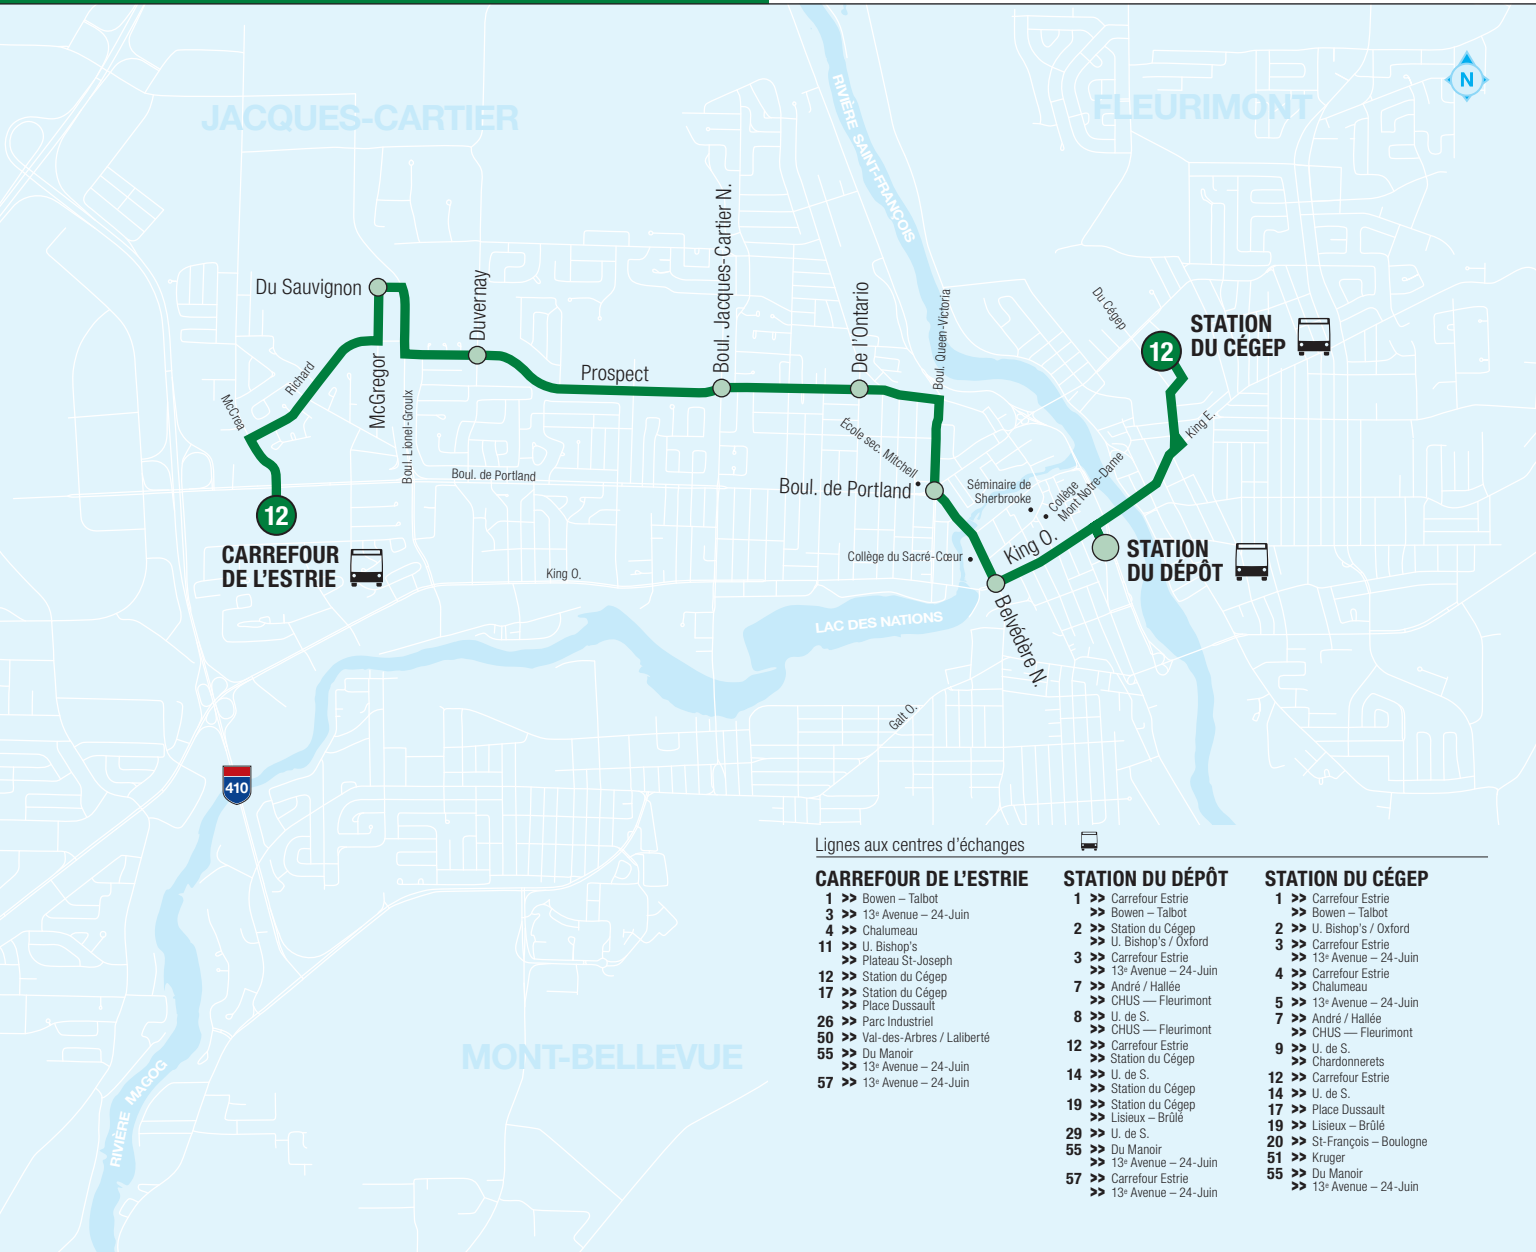 JACQUES-CARTIER
FLEURIMONT
N
RIVIÈRE SAINT-FRANÇOIS
Du Sauvignon
Duvernay
Boul. Jacques-Cartier N.
De l'Ontario
Boul. Queen-Victoria
Du Cégep
STATION
DU CÉGEP
12
Prospect
Richard
McGregor
McCrea
Boul. Lionel-Groulx
King E.
École sec. Mitchell
Boul. de Portland
Boul. de Portland
Séminaire de
Sherbrooke
Collège
Mont Notre-Dame
12
CARREFOUR
DE L'ESTRIE
King O.
Collège du Sacré-Cœur
King O.
STATION
DU DÉPÔT
LAC DES NATIONS
Belvédère N.
Galt O.
410
MONT-BELLEVUE
RIVIÈRE MAGOG
Lignes aux centres d'échanges
CARREFOUR DE L'ESTRIE
1 >> Bowen – Talbot
3 >> 13e Avenue – 24-Juin
4 >> Chalumeau
11 >> U. Bishop's
>> Plateau St-Joseph
12 >> Station du Cégep
17 >> Station du Cégep
>> Place Dussault
26 >> Parc Industriel
50 >> Val-des-Arbres / Laliberté
55 >> Du Manoir
>> 13e Avenue – 24-Juin
57 >> 13e Avenue – 24-Juin
STATION DU DÉPÔT
1 >> Carrefour Estrie
>> Bowen – Talbot
2 >> Station du Cégep
>> U. Bishop's / Oxford
3 >> Carrefour Estrie
>> 13e Avenue – 24-Juin
7 >> André / Hallée
>> CHUS — Fleurimont
8 >> U. de S.
>> CHUS — Fleurimont
12 >> Carrefour Estrie
>> Station du Cégep
14 >> U. de S.
>> Station du Cégep
19 >> Station du Cégep
>> Lisieux – Brûlé
29 >> U. de S.
55 >> Du Manoir
>> 13e Avenue – 24-Juin
57 >> Carrefour Estrie
>> 13e Avenue – 24-Juin
STATION DU CÉGEP
1 >> Carrefour Estrie
>> Bowen – Talbot
2 >> U. Bishop's / Oxford
3 >> Carrefour Estrie
>> 13e Avenue – 24-Juin
4 >> Carrefour Estrie
>> Chalumeau
5 >> 13e Avenue – 24-Juin
7 >> André / Hallée
>> CHUS — Fleurimont
9 >> U. de S.
>> Chardonnerets
12 >> Carrefour Estrie
14 >> U. de S.
17 >> Place Dussault
19 >> Lisieux – Brûlé
20 >> St-François – Boulogne
51 >> Kruger
55 >> Du Manoir
>> 13e Avenue – 24-Juin